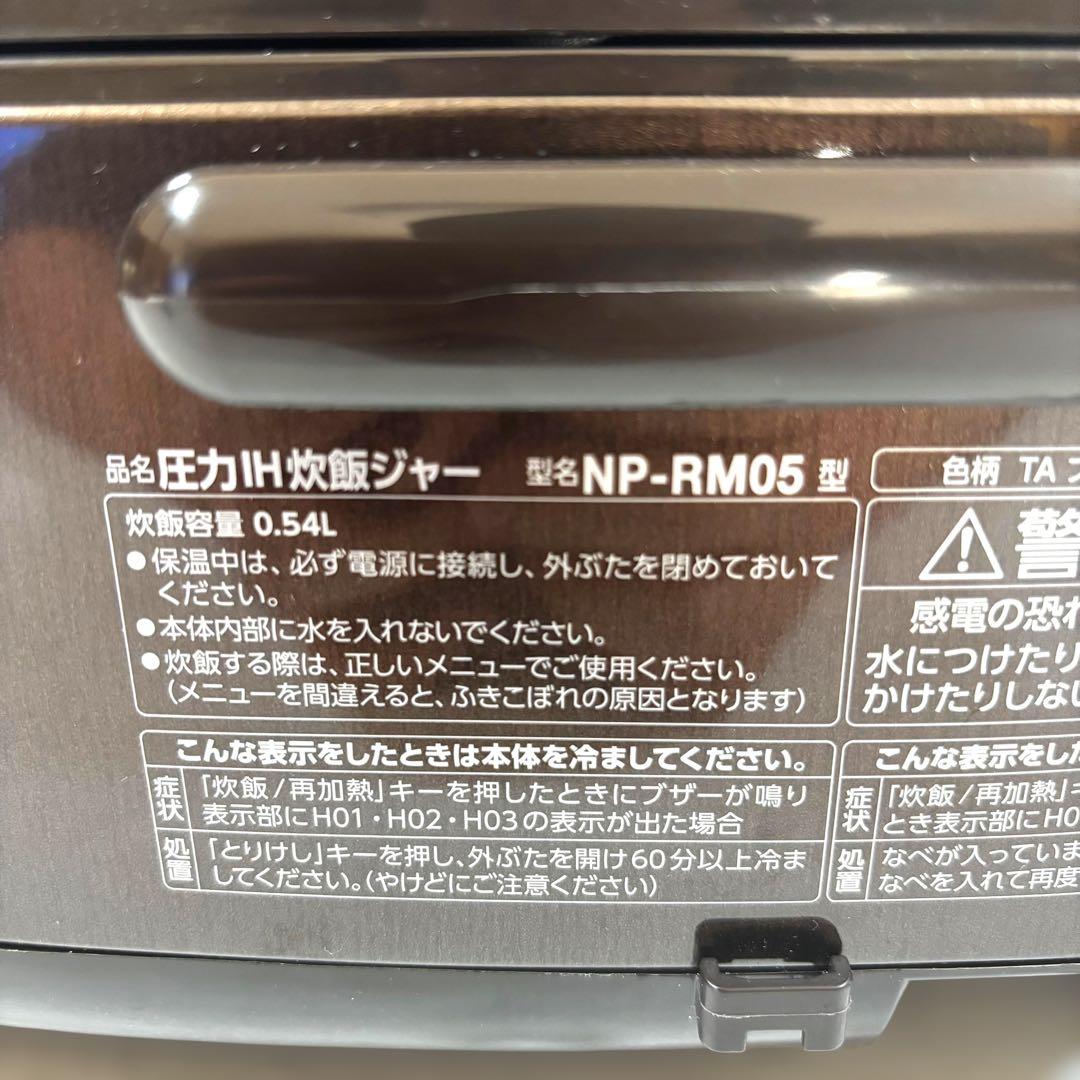 品名 圧力IH炊飯ジャー 型名 NP-RM05 型
炊飯容量 0.54L
●保温中は、必ず電源に接続し、外ぶたを閉めておいて
ください。
●本体内部に水を入れないでください。
●炊飯する際は、正しいメニューでご使用ください。
(メニューを間違えると、ふきこぼれの原因となります)
こんな表示をしたときは本体を冷ましてください。
症状 「炊飯/再加熱」キーを押したときにブザーが鳴り
表示部にH01・H02・H03の表示が出た場合
処置 「とりけし」キーを押し、外ぶたを開け60分以上冷ま
してください。(やけどにご注意ください)
色柄 TA
警
感電の恐れ
水につけたり
かけたりしない
こんな表示をし
症状 「炊飯/再加熱」
とき表示部にH0
処置 なべが入っていま
なべを入れて再度